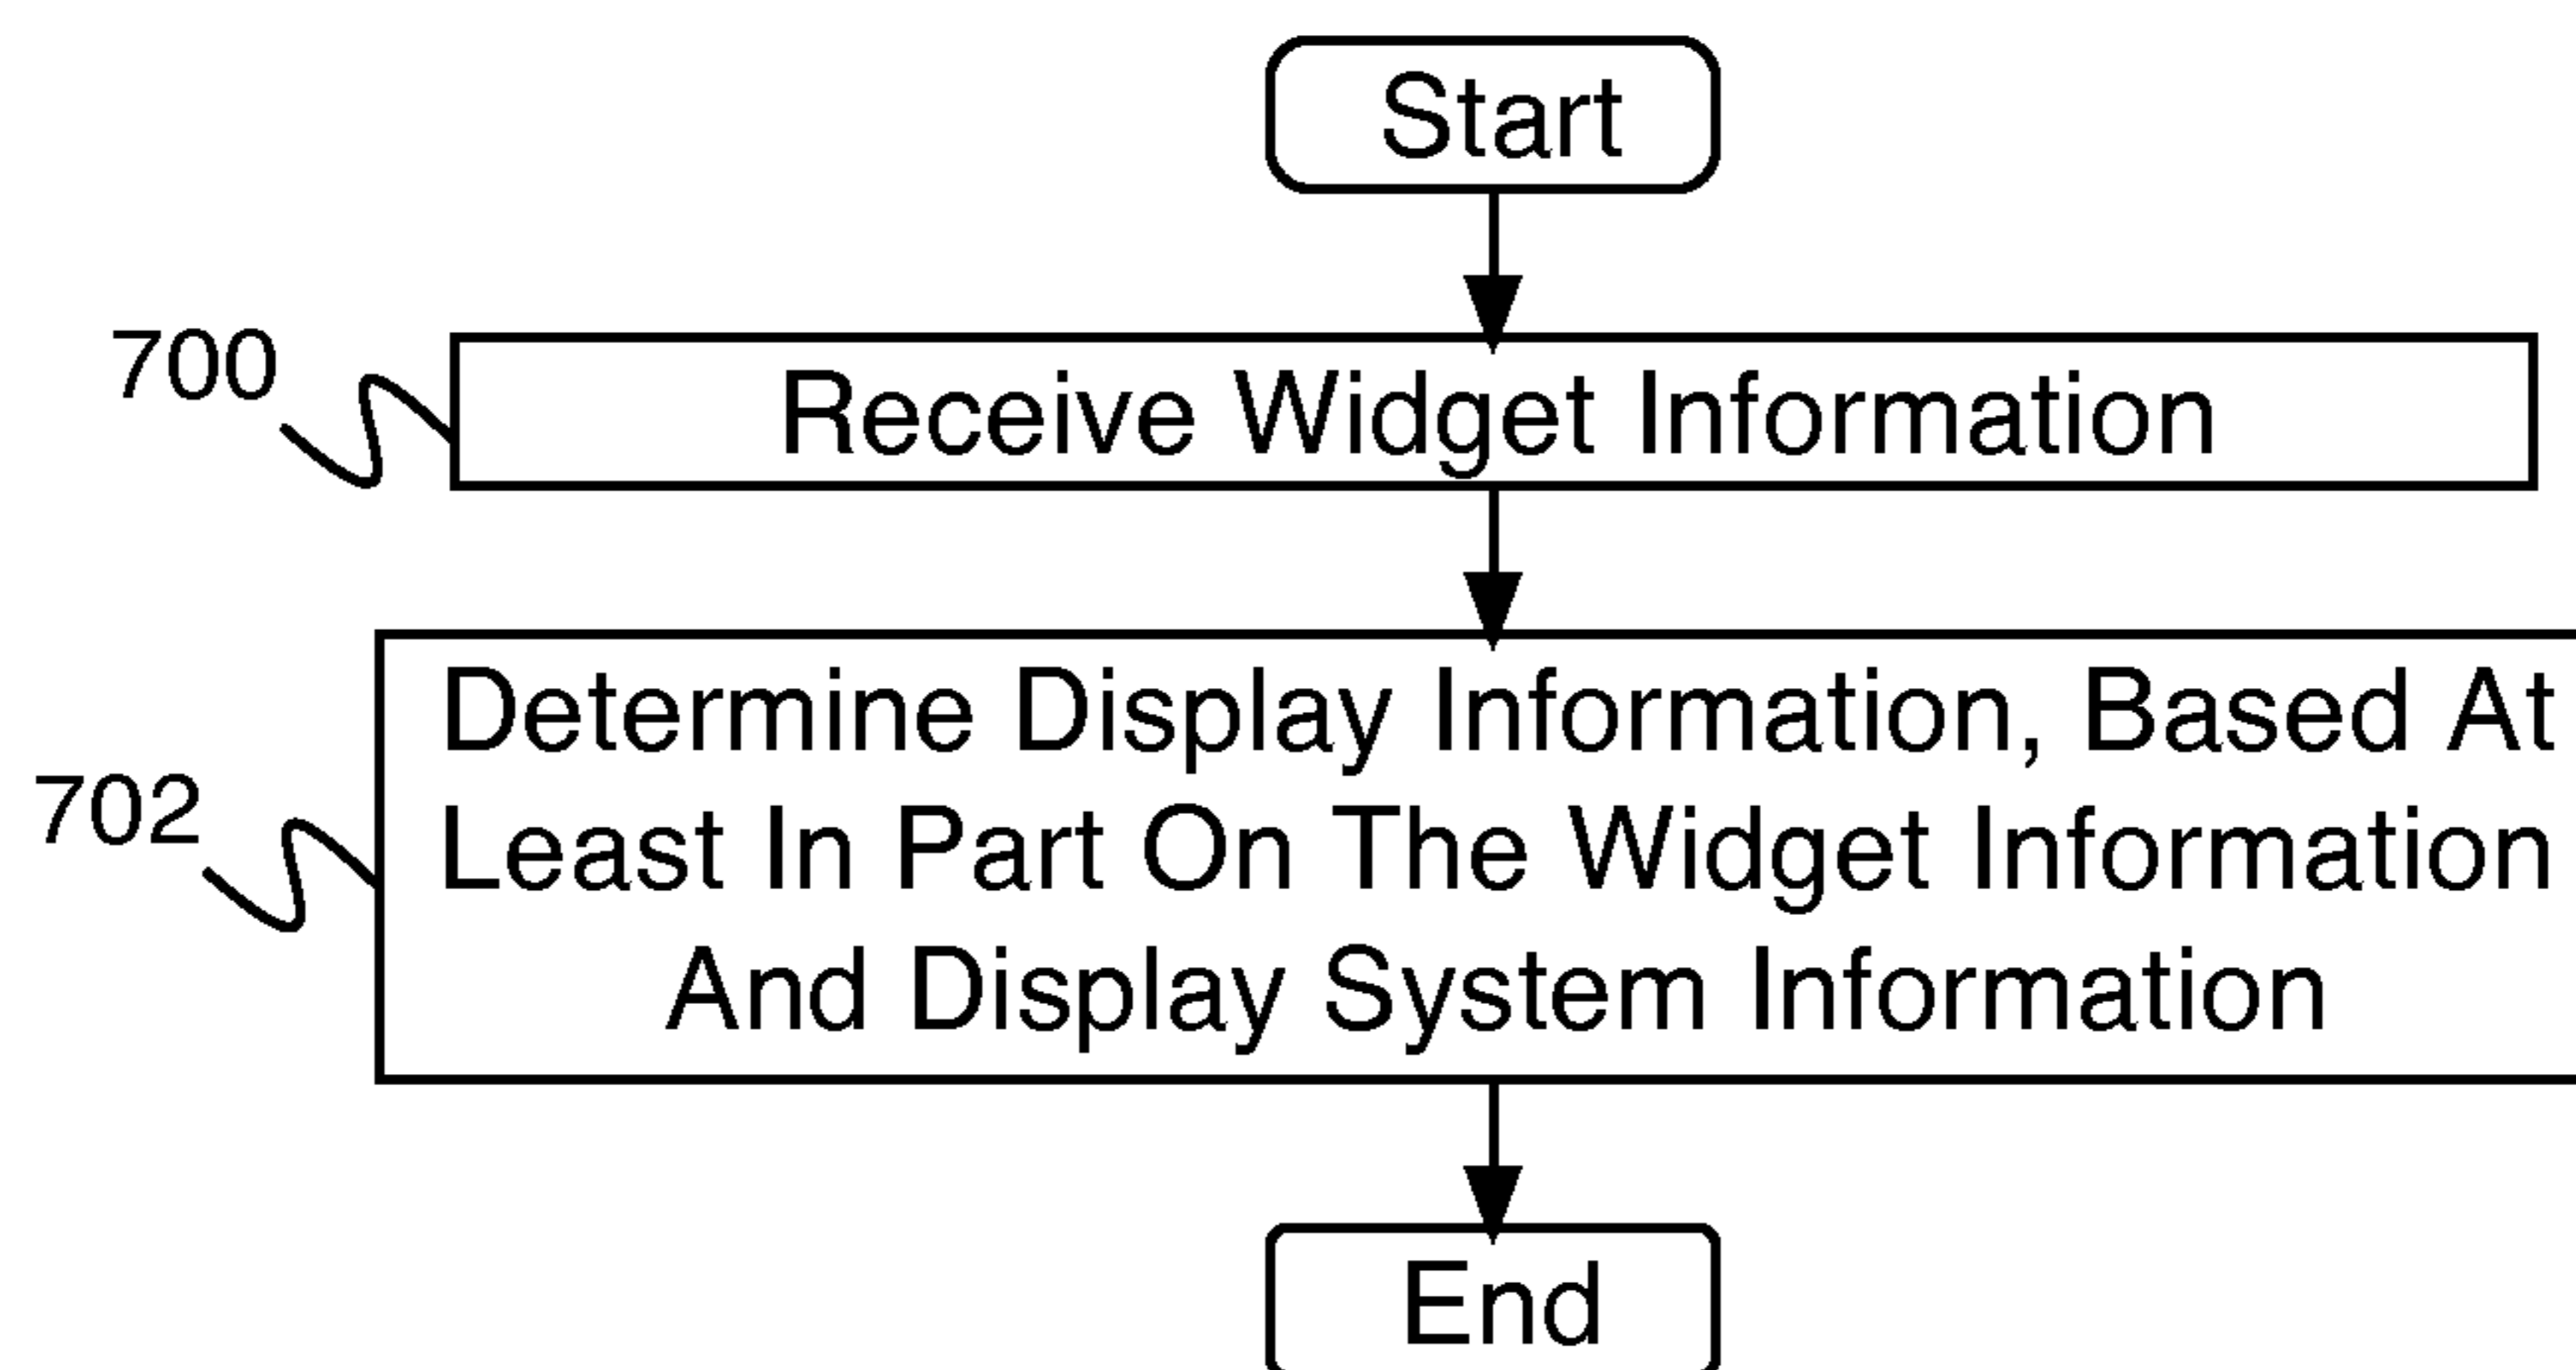 Start
700
Receive Widget Information
702
Determine Display Information, Based At
Least In Part On The Widget Information
And Display System Information
End